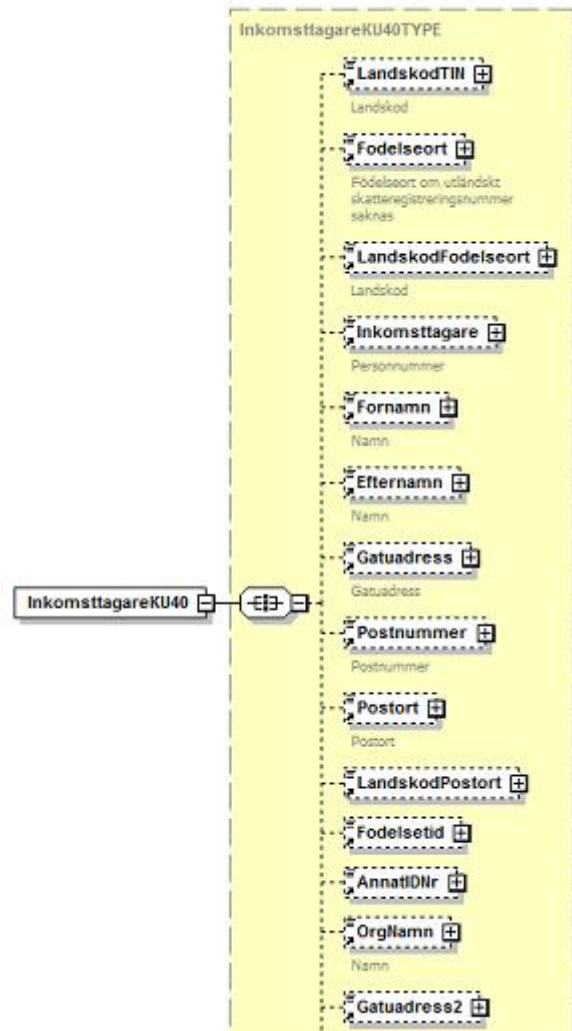 InkomsttagareKU40TYPE
LandskodTIN
Landskod
Fodelseort
Födelseort om utländskt
skatteregistreringsnummer
saknas
LandskodFodelseort
Landskod
Inkomsttagare
Personnummer
Fornamn
Namn
Efternamn
Namn
Gatuadress
Gatuadress
InkomsttagareKU40
Postnummer
Postnummer
Postort
Postort
LandskodPostort
Fodelsetid
AnnatIDNr
OrgNamn
Namn
Gatuadress2